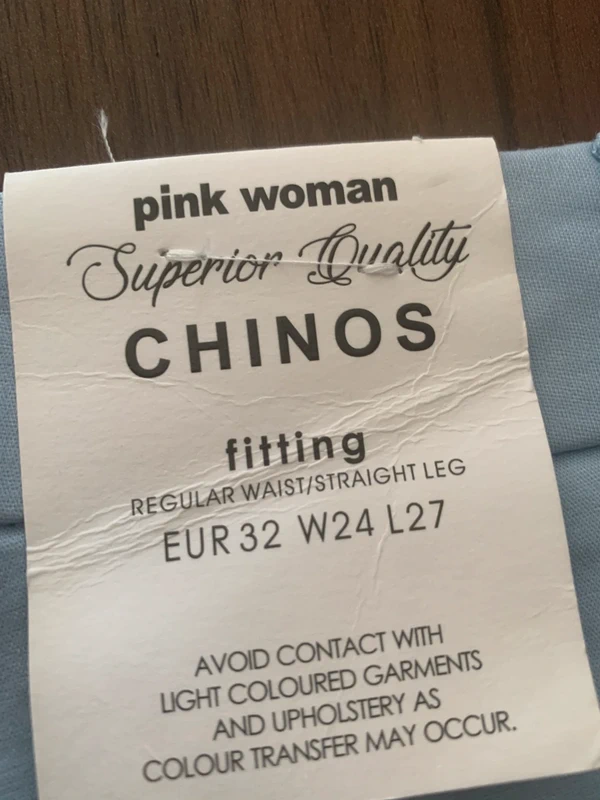 pink woman
Superior Quality
CHINOS
fitting
REGULAR WAIST/STRAIGHT LEG
EUR 32 W24 L27
AVOID CONTACT WITH
LIGHT COLOURED GARMENTS
AND UPHOLSTERY AS
COLOUR TRANSFER MAY OCCUR.